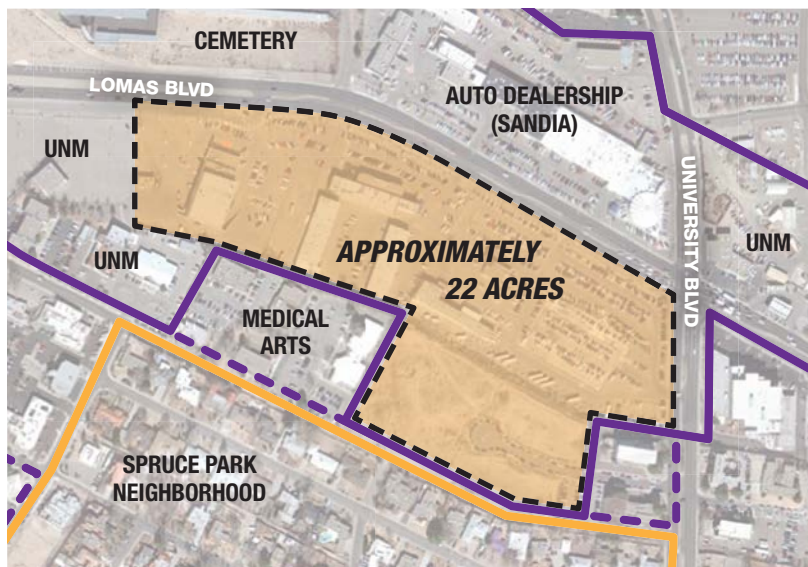 CEMETERY
LOMAS BLVD
AUTO DEALERSHIP
(SANDIA)
UNM
UNIVERSITY BLVD
UNM
UNM
APPROXIMATELY
22 ACRES
MEDICAL
ARTS
SPRUCE PARK
NEIGHBORHOOD